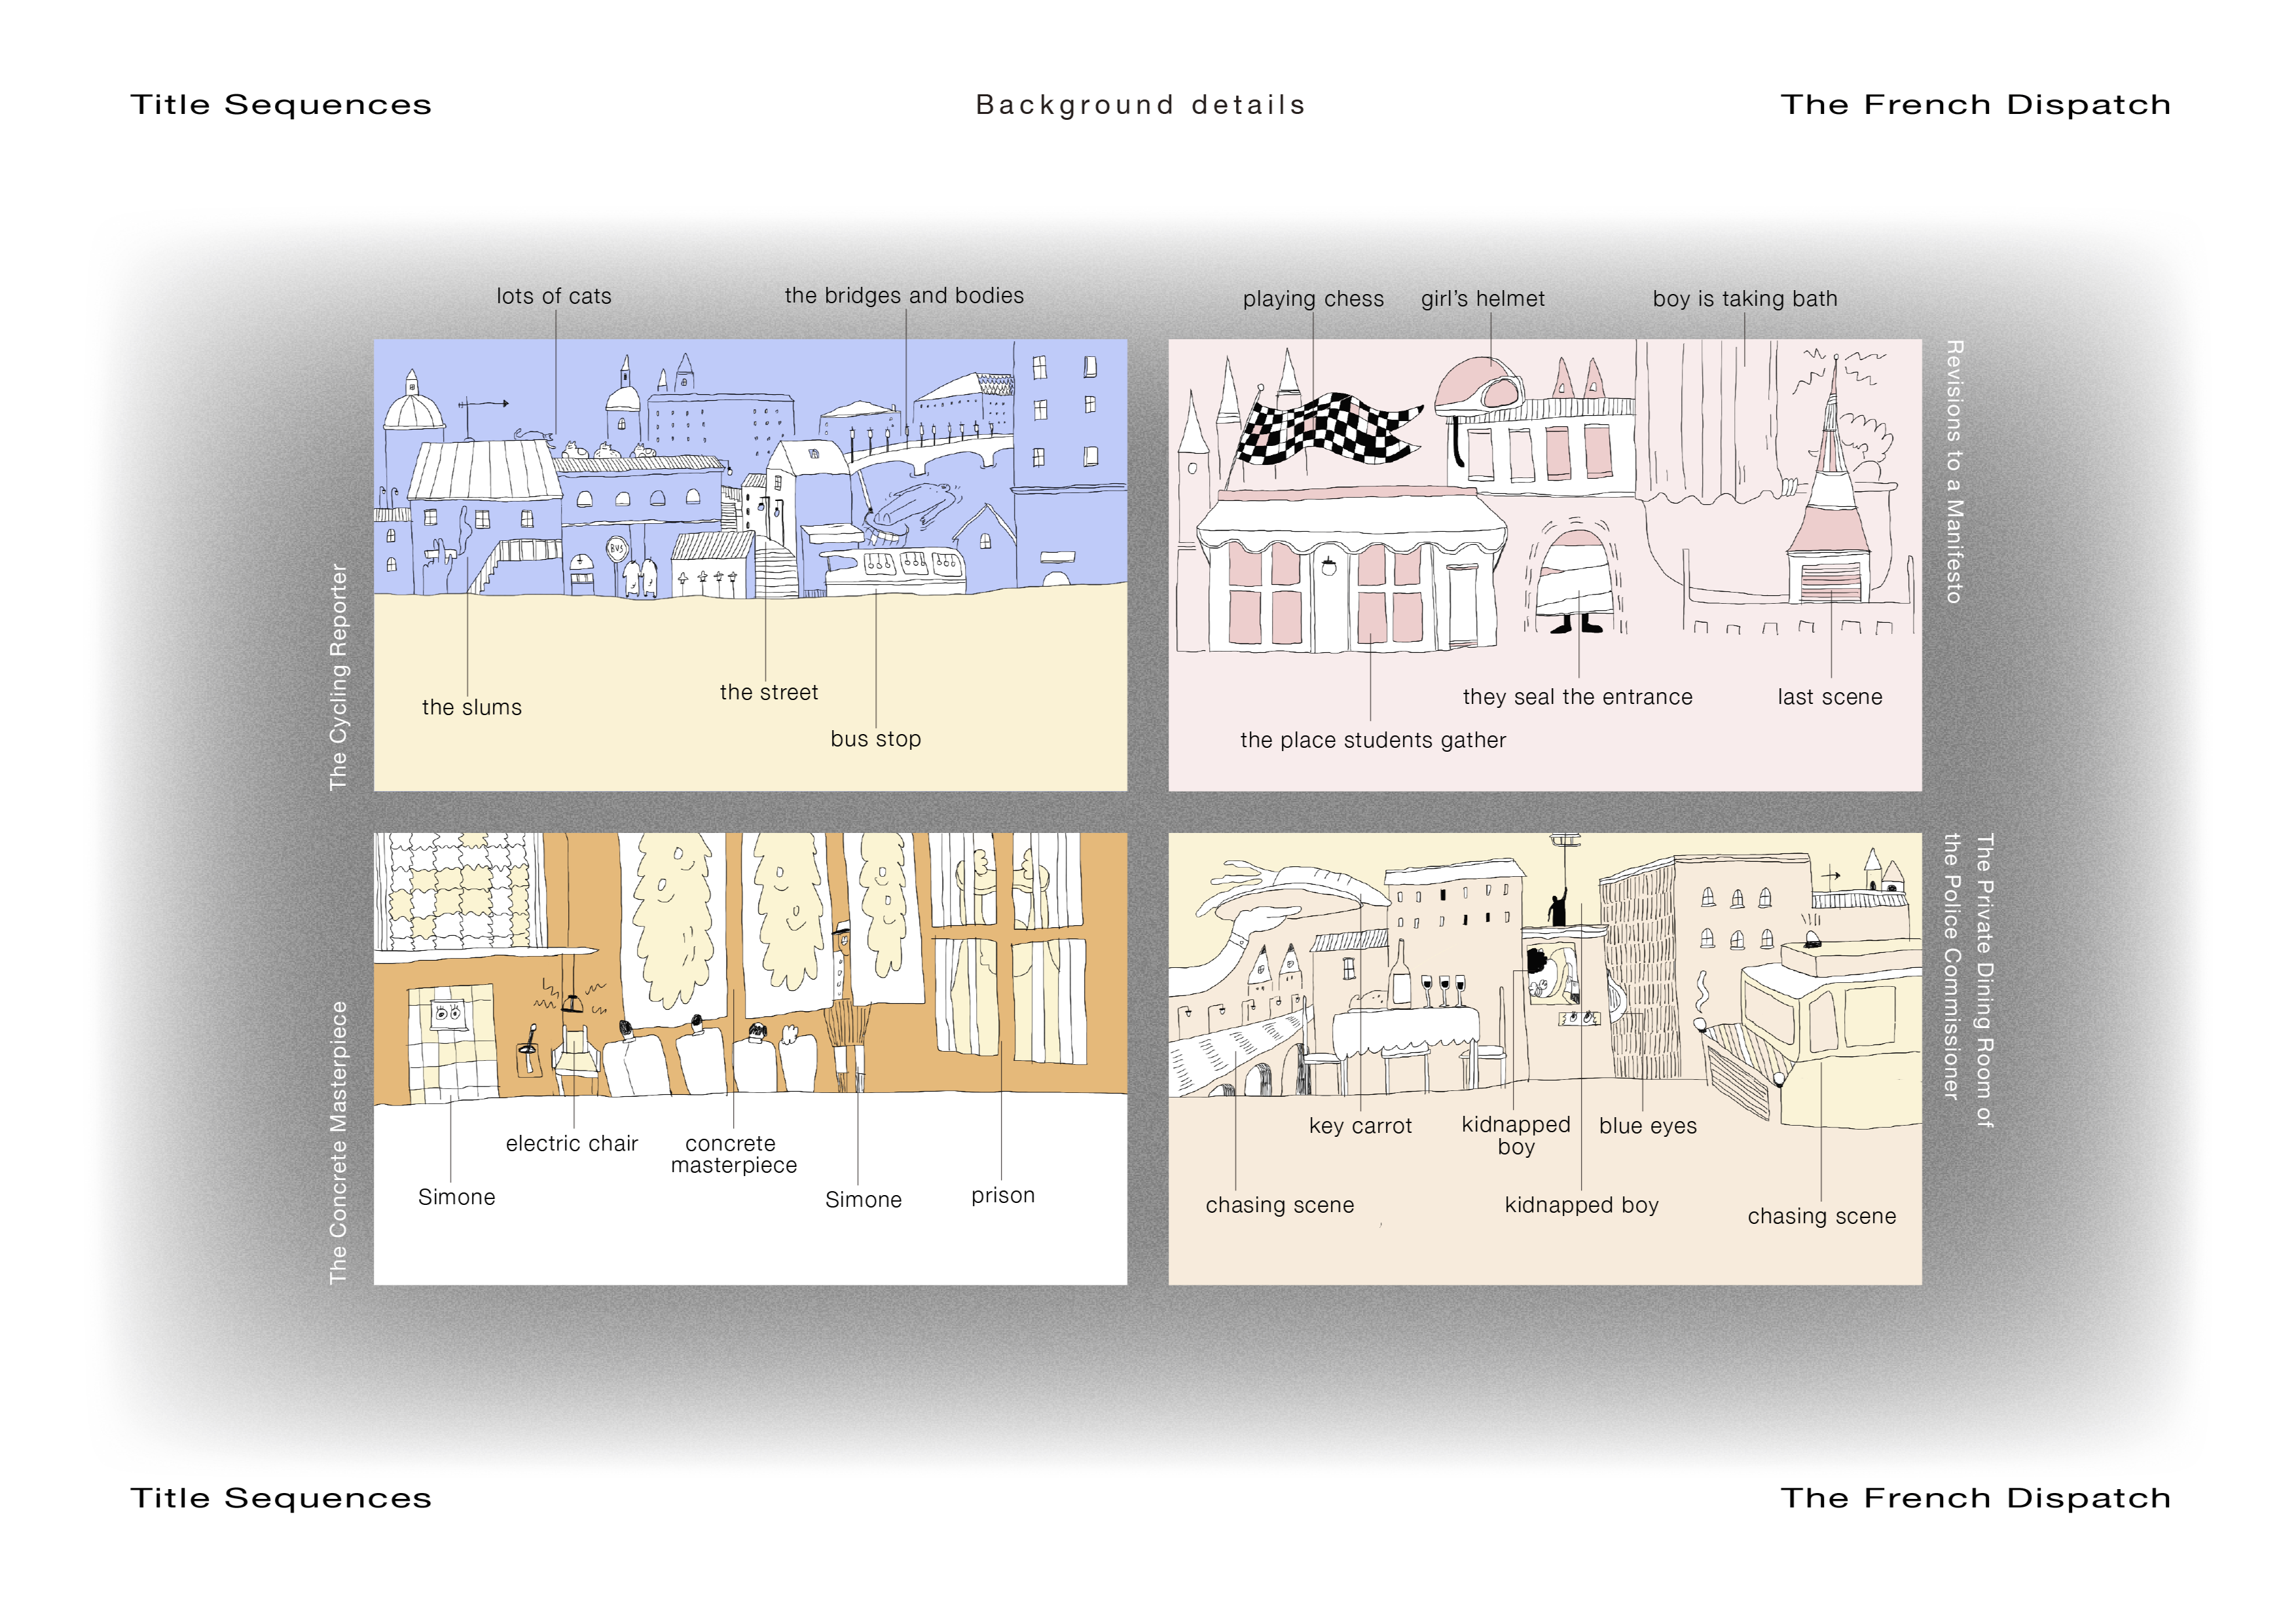 Title Sequences
Background details
The French Dispatch
lots of cats
the bridges and bodies
BUS
the slums
the street
bus stop
The Cycling Reporter
playing chess
girl's helmet
boy is taking bath
they seal the entrance
last scene
the place students gather
Revisions to a Manifesto
electric chair
concrete
masterpiece
Simone
Simone
prison
The Concrete Masterpiece
key carrot
kidnapped
boy
blue eyes
chasing scene
kidnapped boy
chasing scene
The Private Dining Room of
the Police Commissioner
Title Sequences
The French Dispatch